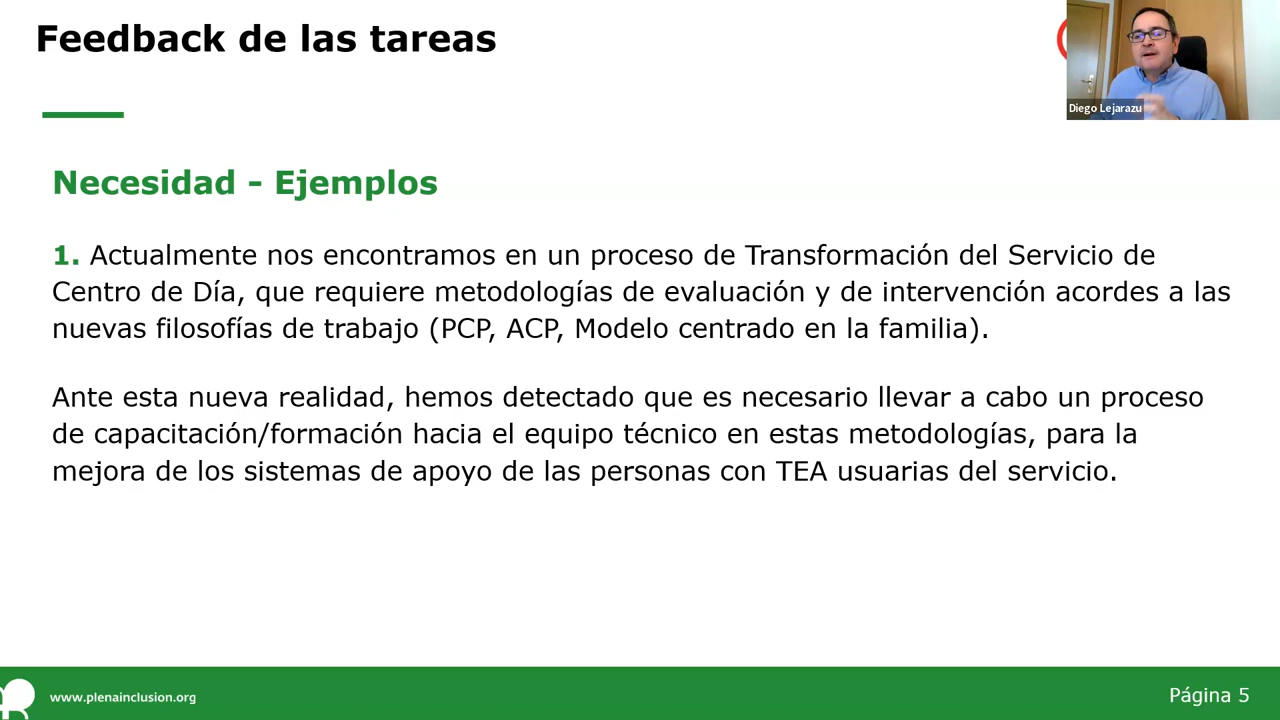 Feedback de las tareas
Diego Lejarazu
Necesidad - Ejemplos
1. Actualmente nos encontramos en un proceso de Transformación del Servicio de
Centro de Día, que requiere metodologías de evaluación y de intervención acordes a las
nuevas filosofías de trabajo (PCP, ACP, Modelo centrado en la familia).
Ante esta nueva realidad, hemos detectado que es necesario llevar a cabo un proceso
de capacitación/formación hacia el equipo técnico en estas metodologías, para la
mejora de los sistemas de apoyo de las personas con TEA usuarias del servicio.
www.plenainclusion.org
Página 5